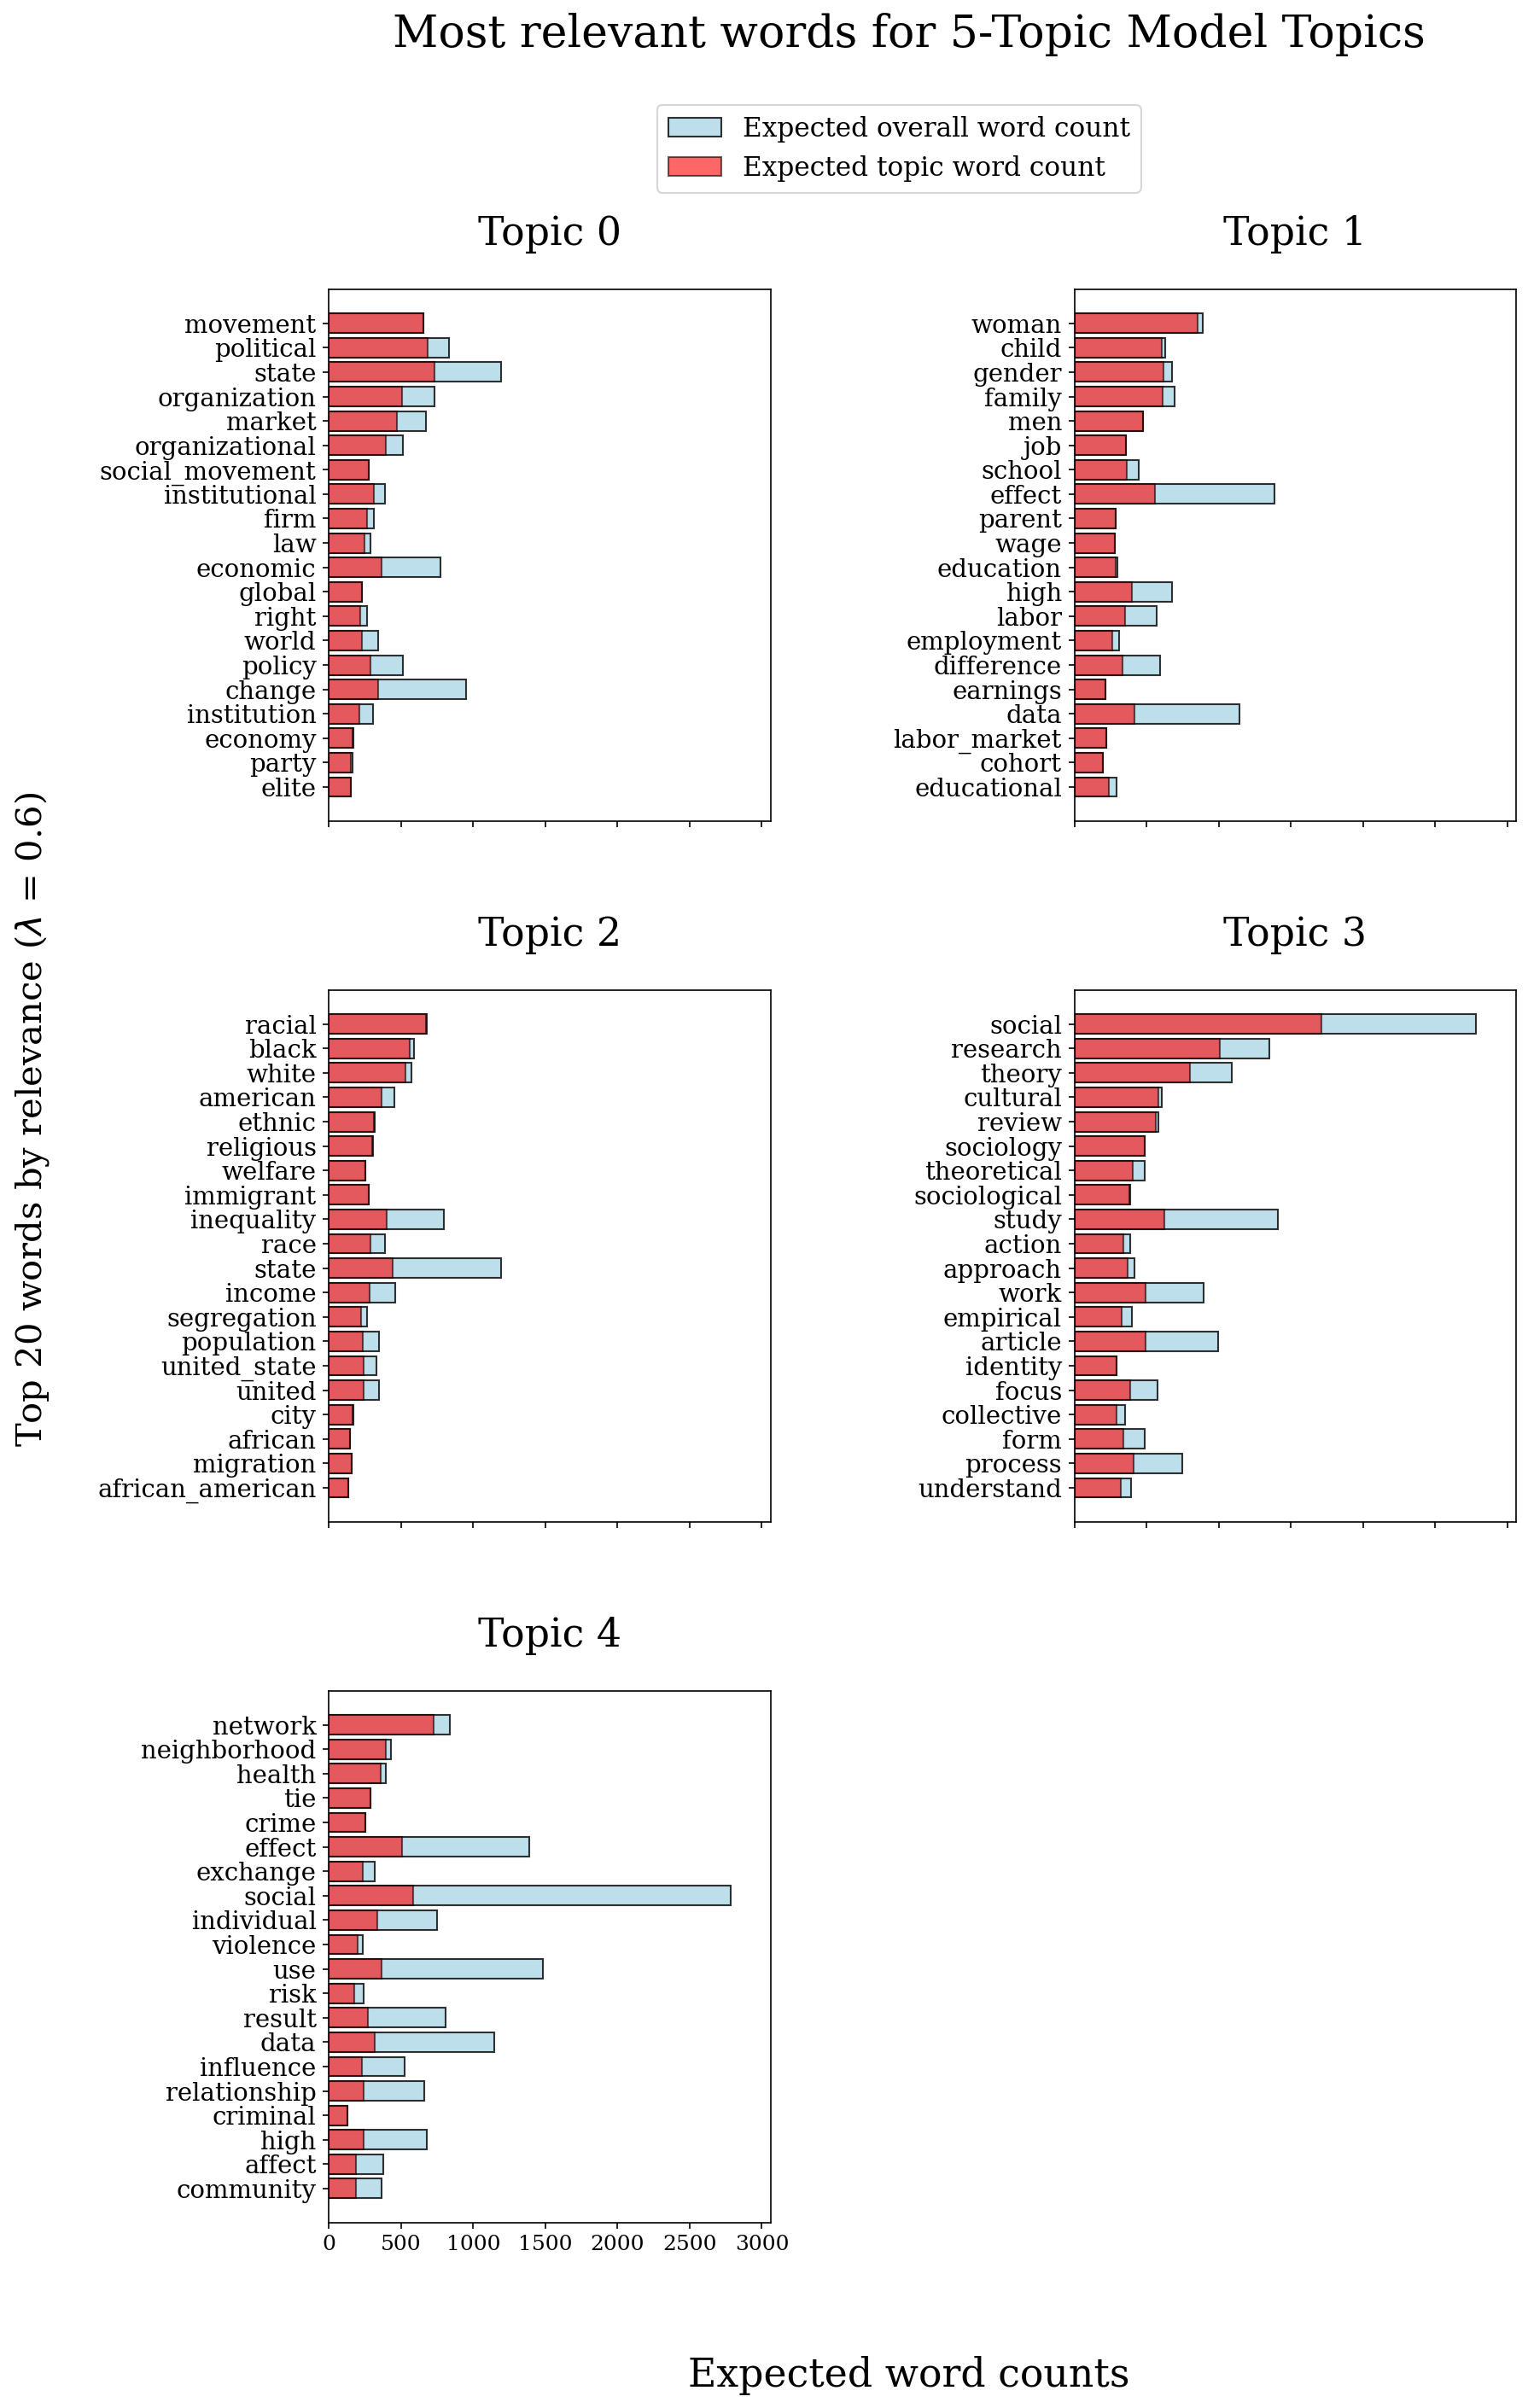 Most relevant words for 5-Topic Model Topics
Expected overall word count
Expected topic word count
Topic 0
movement
political
state
organization
market
organizational
social_movement
institutional
firm
law
economic
global
right
world
policy
change
institution
economy
party
elite
Topic 1
woman
child
gender
family
men
job
school
effect
parent
wage
education
high
labor
employment
difference
earnings
data
labor_market
cohort
educational
Top 20 words by relevance (λ = 0.6)
Topic 2
racial
black
white
american
ethnic
religious
welfare
immigrant
inequality
race
state
income
segregation
population
united_state
united
city
african
migration
african_american
Topic 3
social
research
theory
cultural
review
sociology
theoretical
sociological
study
action
approach
work
empirical
article
identity
focus
collective
form
process
understand
Topic 4
network
neighborhood
health
tie
crime
effect
exchange
social
individual
violence
use
risk
result
data
influence
relationship
criminal
high
affect
community
0 500 1000 1500 2000 2500 3000
Expected word counts